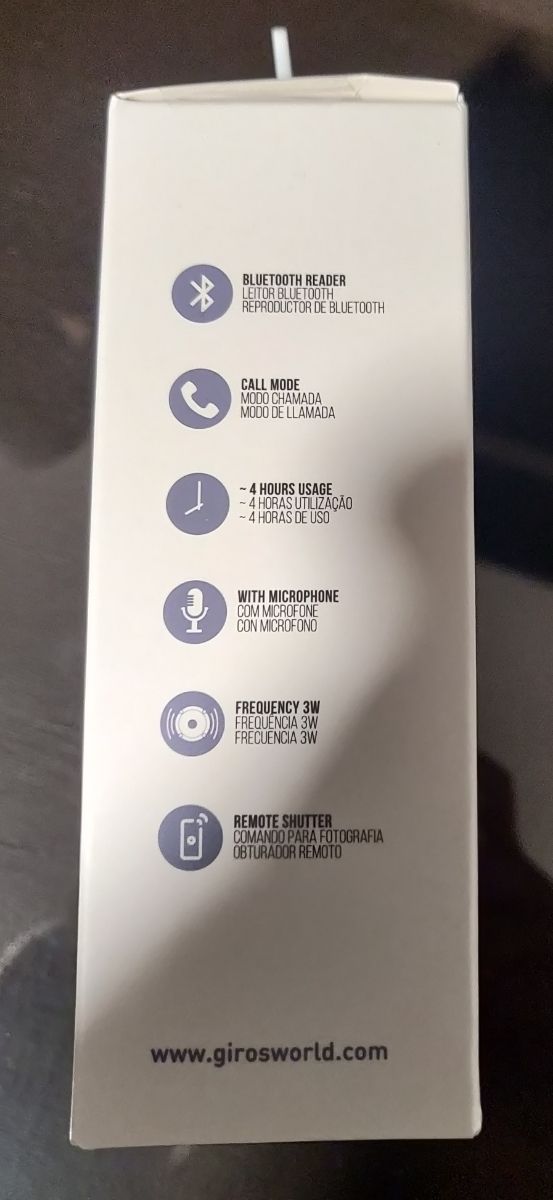 BLUETOOTH READER
LEITOR BLUETOOTH
REPRODUCTOR DE BLUETOOTH
CALL MODE
MODO CHAMADA
MODO DE LLAMADA
~ 4 HOURS USAGE
~ 4 HORAS UTILIZAÇÃO
~ 4 HORAS DE USO
WITH MICROPHONE
COM MICROFONE
CON MICROFONO
FREQUENCY 3W
FREQUÊNCIA 3W
FRECUENCIA 3W
REMOTE SHUTTER
COMANDO PARA FOTOGRAFIA
OBTURADOR REMOTO
www.girosworld.com